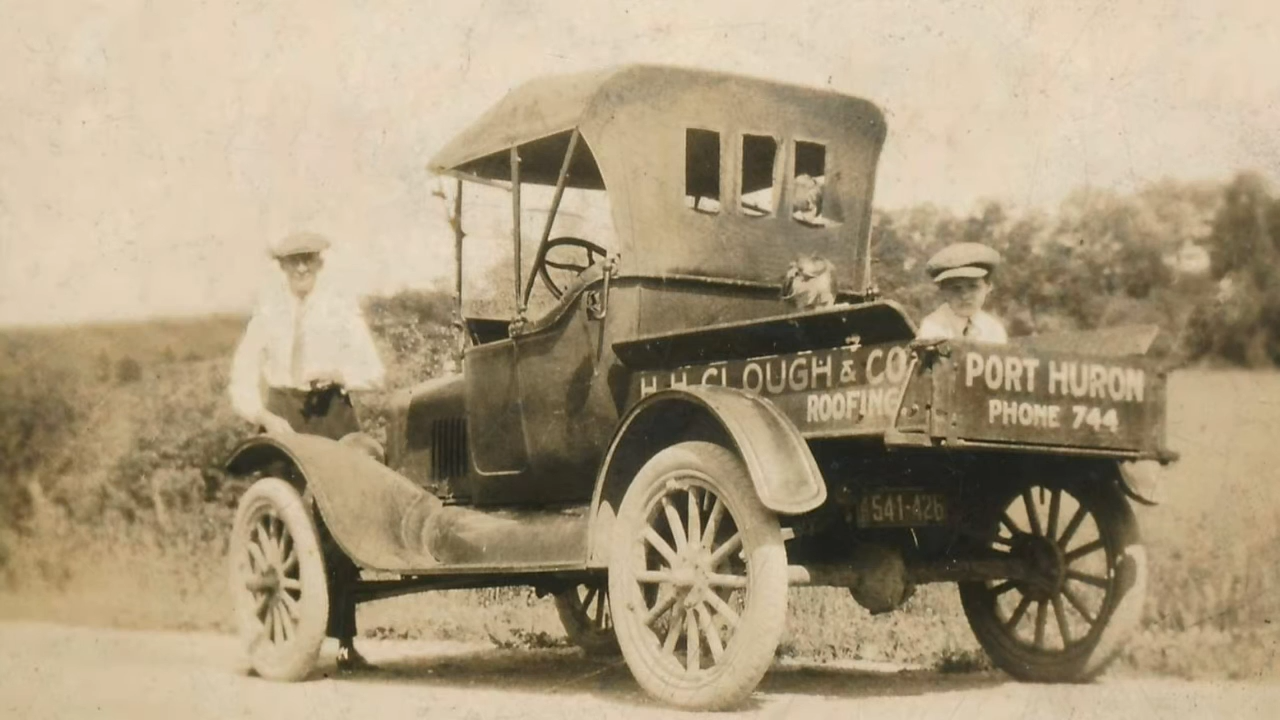 H. H. CLOUGH & CO
ROOFING
PORT HURON
PHONE 744
541-426